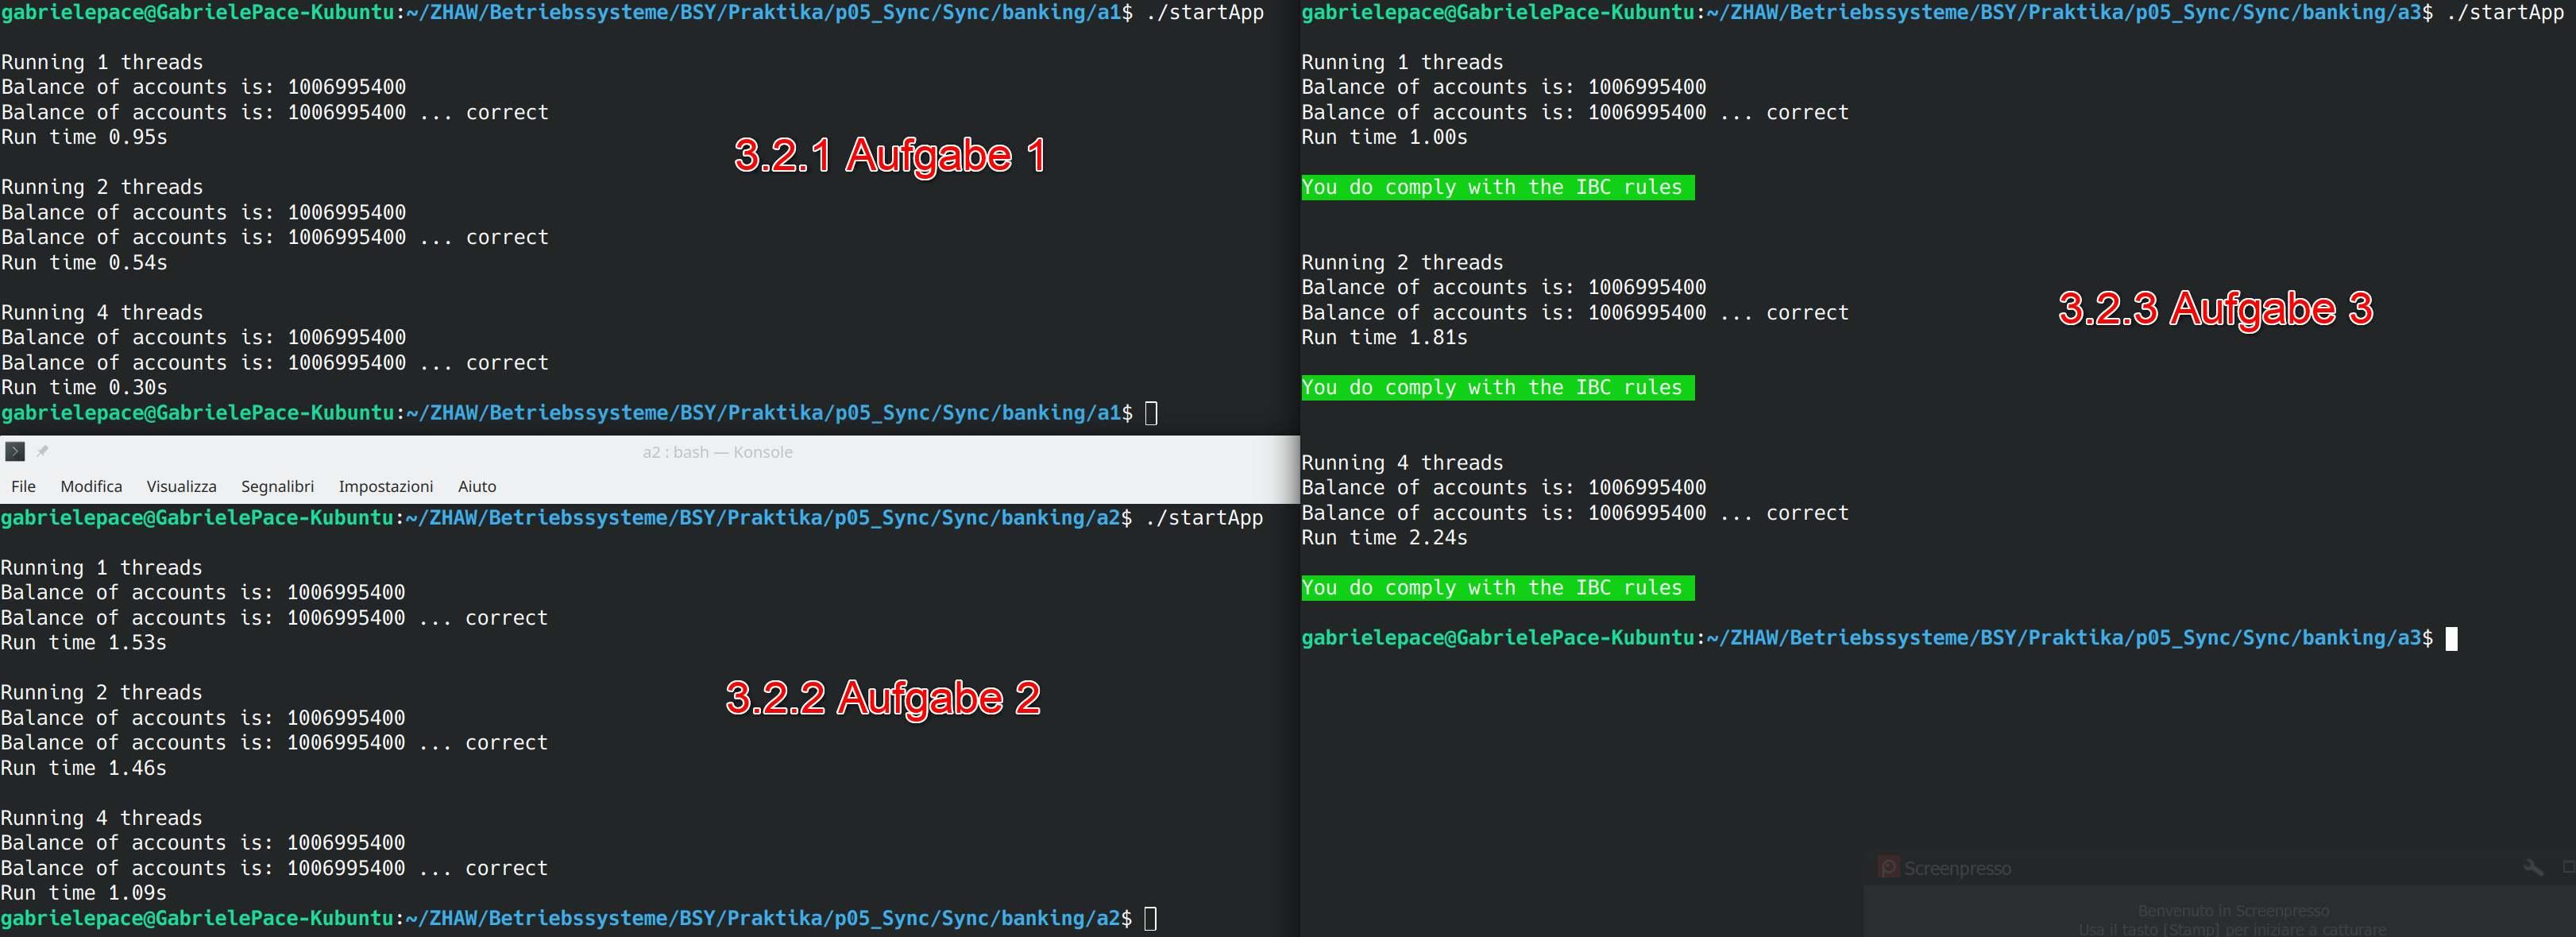 gabrielepace@GabrielePace-Kubuntu:~/ZHAW/Betriebssysteme/BSY/Praktika/p05_Sync/Sync/banking/a1$ ./startApp
Running 1 threads
Balance of accounts is: 1006995400
Balance of accounts is: 1006995400 ... correct
Run time 0.95s
3.2.1 Aufgabe 1
Running 2 threads
Balance of accounts is: 1006995400
Balance of accounts is: 1006995400 ... correct
Run time 0.54s
Running 4 threads
Balance of accounts is: 1006995400
Balance of accounts is: 1006995400 ... correct
Run time 0.30s
gabrielepace@GabrielePace-Kubuntu:~/ZHAW/Betriebssysteme/BSY/Praktika/p05_Sync/Sync/banking/a1$
a2 : bash — Konsole
File Modifica Visualizza Segnalibri Impostazioni Aiuto
gabrielepace@GabrielePace-Kubuntu:~/ZHAW/Betriebssysteme/BSY/Praktika/p05_Sync/Sync/banking/a2$ ./startApp
Running 1 threads
Balance of accounts is: 1006995400
Balance of accounts is: 1006995400 ... correct
Run time 1.53s
3.2.2 Aufgabe 2
Running 2 threads
Balance of accounts is: 1006995400
Balance of accounts is: 1006995400 ... correct
Run time 1.46s
Running 4 threads
Balance of accounts is: 1006995400
Balance of accounts is: 1006995400 ... correct
Run time 1.09s
gabrielepace@GabrielePace-Kubuntu:~/ZHAW/Betriebssysteme/BSY/Praktika/p05_Sync/Sync/banking/a2$
gabrielepace@GabrielePace-Kubuntu:~/ZHAW/Betriebssysteme/BSY/Praktika/p05_Sync/Sync/banking/a3$ ./startApp
Running 1 threads
Balance of accounts is: 1006995400
Balance of accounts is: 1006995400 ... correct
Run time 1.00s
You do comply with the IBC rules
Running 2 threads
Balance of accounts is: 1006995400
Balance of accounts is: 1006995400 ... correct
Run time 1.81s
3.2.3 Aufgabe 3
You do comply with the IBC rules
Running 4 threads
Balance of accounts is: 1006995400
Balance of accounts is: 1006995400 ... correct
Run time 2.24s
You do comply with the IBC rules
gabrielepace@GabrielePace-Kubuntu:~/ZHAW/Betriebssysteme/BSY/Praktika/p05_Sync/Sync/banking/a3$
Screenpresso
Benvenuto in Screenpresso
Usa il tasto [Stamp] per iniziare a catturare